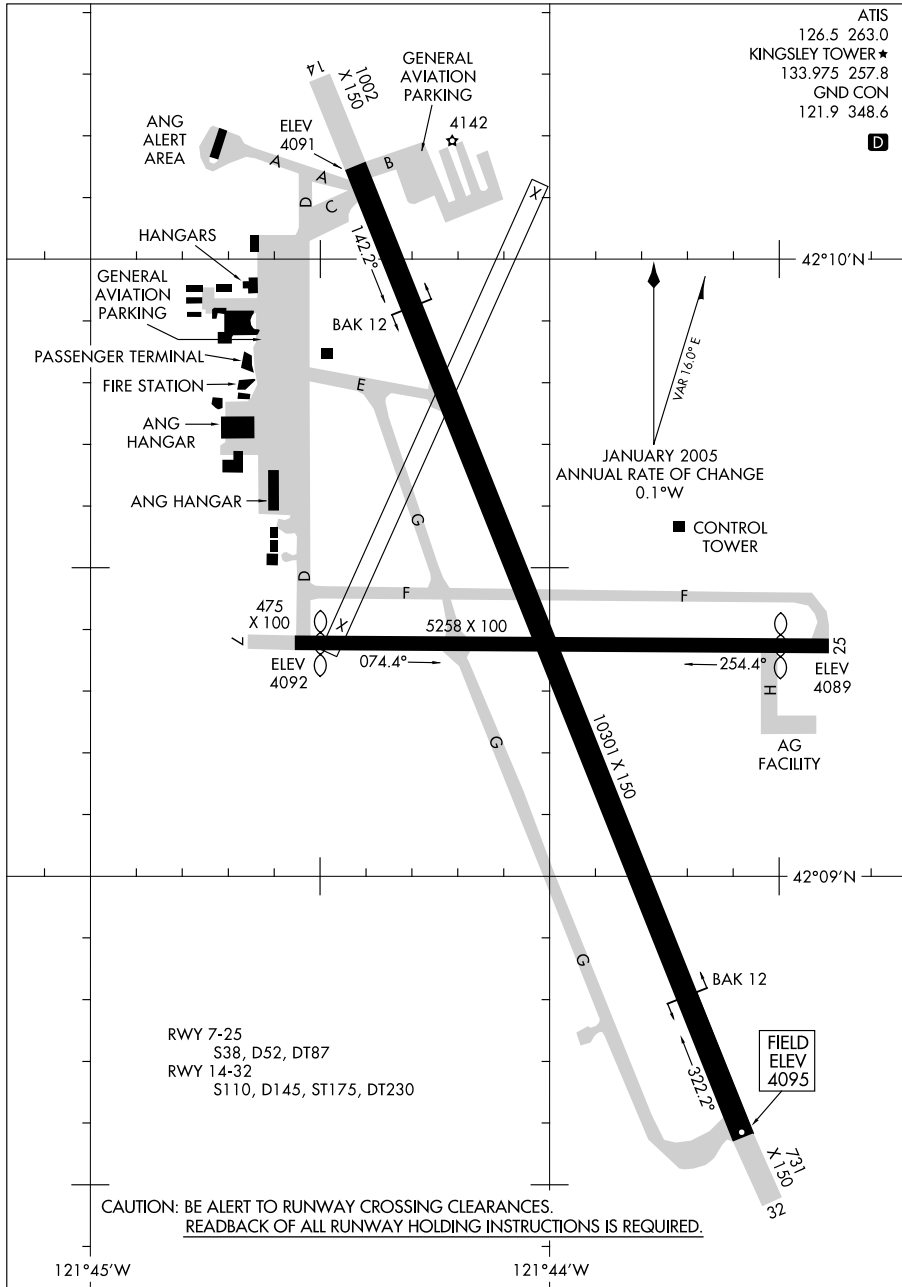 ATIS
126.5 263.0
KINGSLEY TOWER★
133.975 257.8
GND CON
121.9 348.6
D
14
1002
X 150
GENERAL
AVIATION
PARKING
4142
ANG
ALERT
AREA
ELEV
4091
A
A
B
C
D
X
142.2°
HANGARS
42°10'N
GENERAL
AVIATION
PARKING
BAK 12
PASSENGER TERMINAL
FIRE STATION
E
VAR 16.0° E
ANG
HANGAR
JANUARY 2005
ANNUAL RATE OF CHANGE
0.1°W
ANG HANGAR
G
CONTROL
TOWER
D
F
F
475
X 100
7
X
5258 X 100
25
ELEV
4092
074.4°
254.4°
ELEV
4089
H
G
10301 X 150
AG
FACILITY
42°09'N
G
BAK 12
RWY 7-25
S38, D52, DT87
RWY 14-32
S110, D145, ST175, DT230
FIELD
ELEV
4095
322.2°
731
X 150
32
CAUTION: BE ALERT TO RUNWAY CROSSING CLEARANCES.
READBACK OF ALL RUNWAY HOLDING INSTRUCTIONS IS REQUIRED.
121°45'W
121°44'W